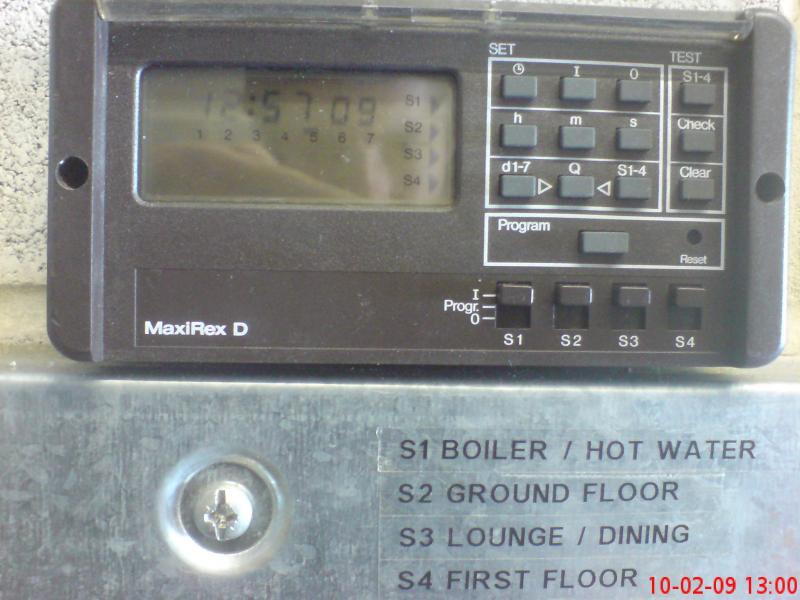 SET
TEST
I 0 S1-4
12:57 09 S1
h m s Check
1 2 3 4 5 6 7 S2
S3
d1-7 Q S1-4 Clear
S4
Program
Reset
I
Progr.
0
MaxiRex D
S1 S2 S3 S4
S1 BOILER / HOT WATER
S2 GROUND FLOOR
S3 LOUNGE / DINING
S4 FIRST FLOOR
10-02-09 13:00